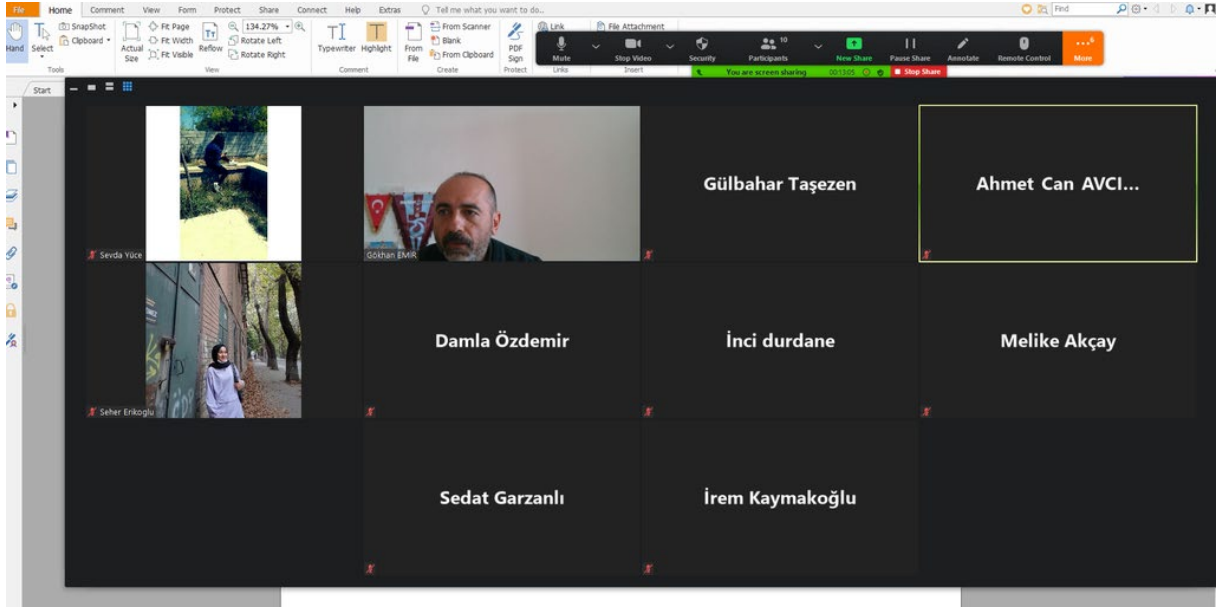 File Home Comment View Form Protect Share Connect Help Extras Tell me what you want to do...
Find
Hand
Select
SnapShot
Clipboard
Actual Size
Fit Page
Fit Width
Fit Visible
Reflow
134.27%
Rotate Left
Rotate Right
Typewriter
Highlight
From File
From Scanner
Blank
From Clipboard
PDF Sign
Link
File Attachment
Tools
View
Comment
Create
Protect
Links
Insert
Mute
Stop Video
Security
Participants
10
New Share
Pause Share
Annotate
Remote Control
More
6
You are screen sharing
00:13:05
Stop Share
Start
Sevda Yüce
Gökhan EMİR
Gülbahar Taşezen
Ahmet Can AVCI...
Seher Erikoglu
Damla Özdemir
İnci durdane
Melike Akçay
Sedat Garzanlı
İrem Kaymakoğlu